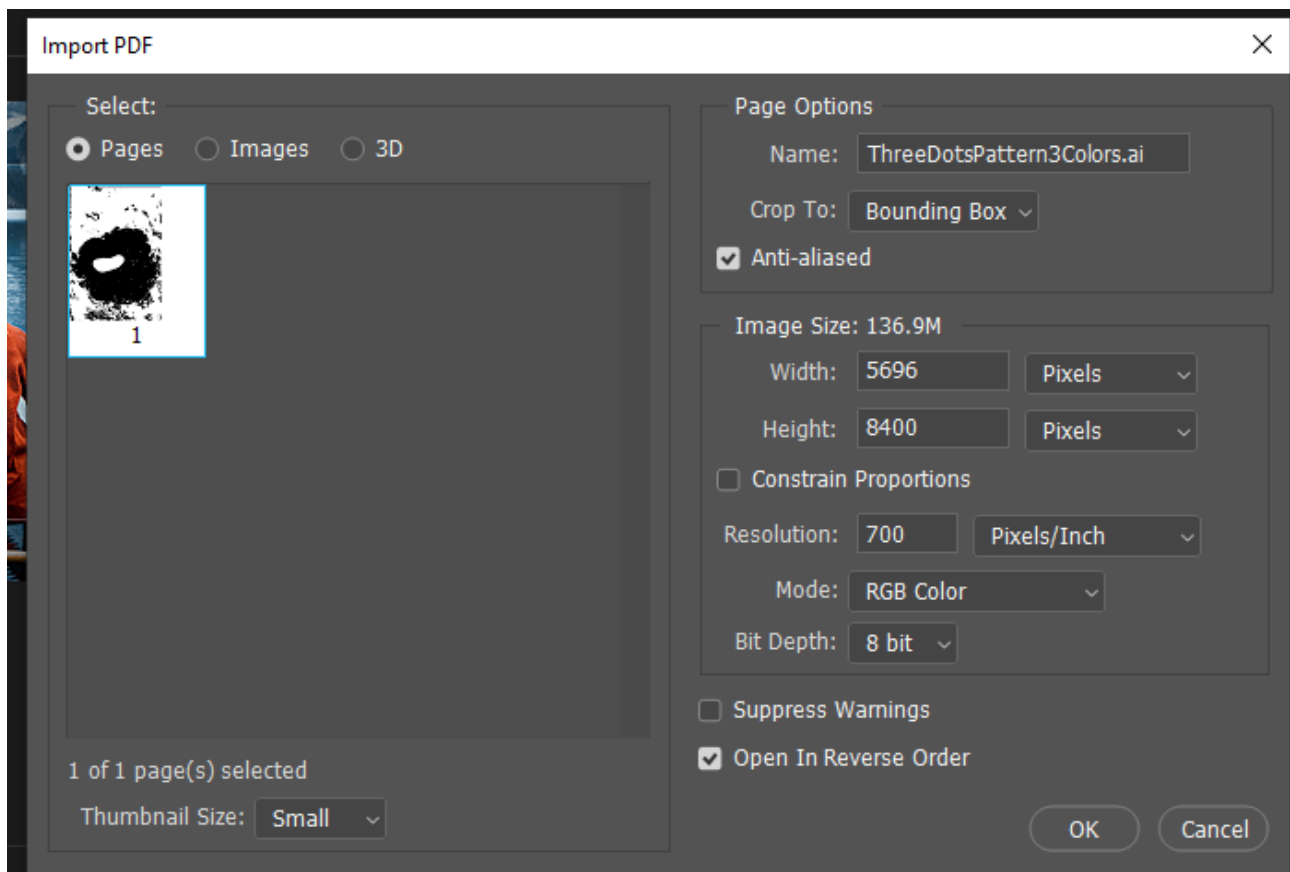 Import PDF
Select:
Pages Images 3D
1
1 of 1 page(s) selected
Thumbnail Size: Small
Page Options
Name: ThreeDotsPattern3Colors.ai
Crop To: Bounding Box
Anti-aliased
Image Size: 136.9M
Width: 5696 Pixels
Height: 8400 Pixels
Constrain Proportions
Resolution: 700 Pixels/Inch
Mode: RGB Color
Bit Depth: 8 bit
Suppress Warnings
Open In Reverse Order
OK Cancel